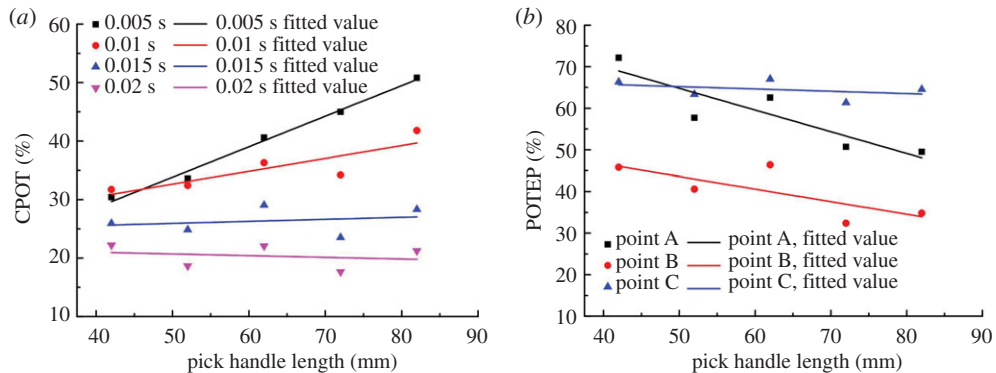 (a)
60
50
40
30
20
10
CPOT (%)
0.005 s 0.005 s fitted value
0.01 s 0.01 s fitted value
0.015 s 0.015 s fitted value
0.02 s 0.02 s fitted value
40 50 60 70 80 90
pick handle length (mm)
(b)
80
70
60
50
40
30
20
10
POTEP (%)
point A point A, fitted value
point B point B, fitted value
point C point C, fitted value
40 50 60 70 80 90
pick handle length (mm)